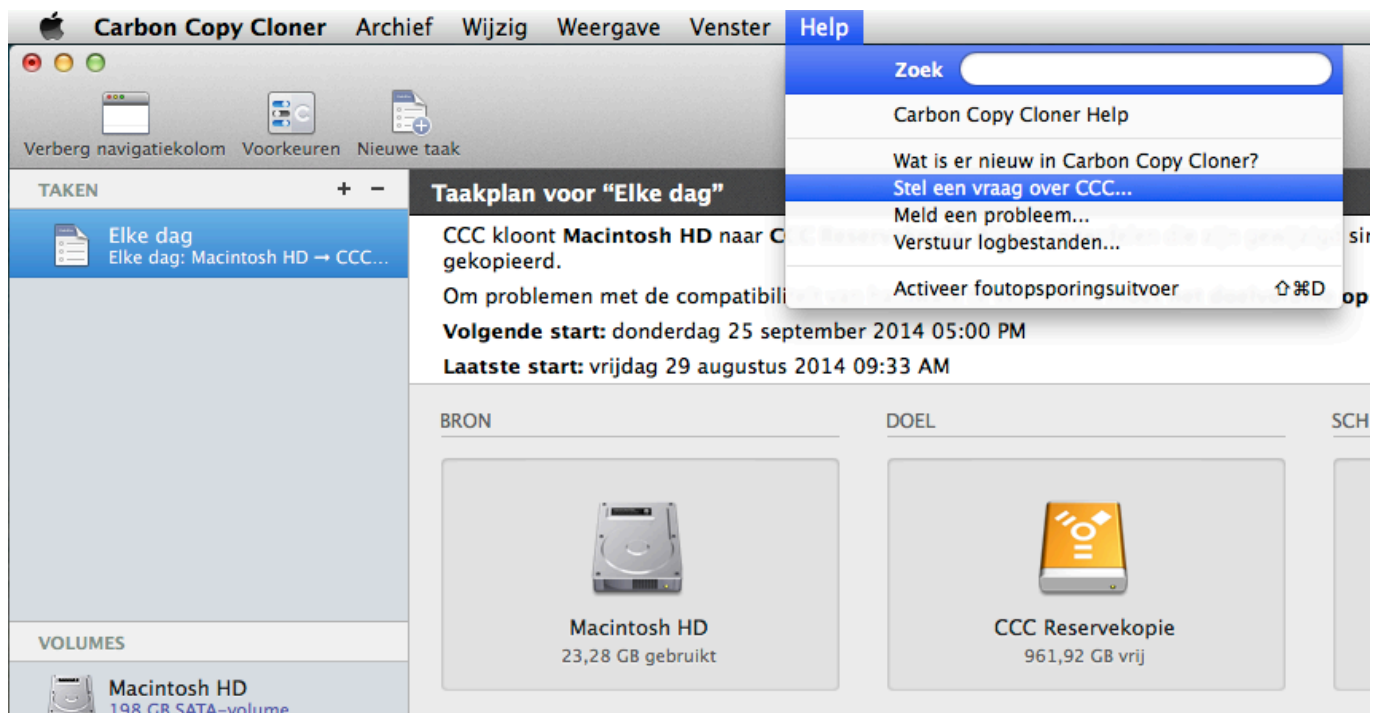 Carbon Copy Cloner Archief Wijzig Weergave Venster Help
Zoek
Carbon Copy Cloner Help
Wat is er nieuw in Carbon Copy Cloner?
Stel een vraag over CCC...
Meld een probleem...
Verstuur logbestanden...
Activeer foutopsporingsuitvoer ⇧⌘D
Verberg navigatiekolom Voorkeuren Nieuwe taak
TAKEN + −
Elke dag
Elke dag: Macintosh HD → CCC...
Taakplan voor “Elke dag”
CCC kloont Macintosh HD naar
gekopieerd.
Om problemen met de
Volgende start: donderdag 25 september 2014 05:00 PM
Laatste start: vrijdag 29 augustus 2014 09:33 AM
BRON DOEL SCH
Macintosh HD
23,28 GB gebruikt
CCC Reservekopie
961,92 GB vrij
VOLUMES
Macintosh HD
198 GB SATA-volume